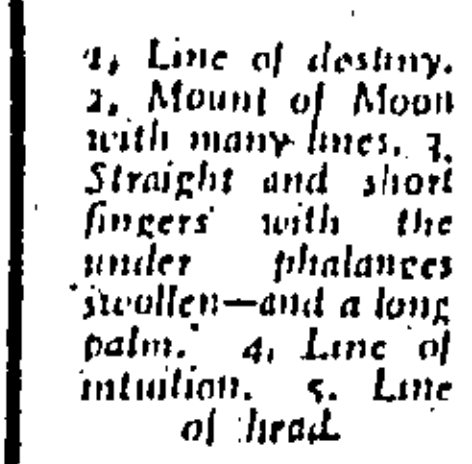 1, Line of destiny.
2, Mount of Moon
with many lines. 3,
Straight and short
fingers with the
under phalances
swollen—and a long
palm. 4, Line of
intuition. 5. Line
of head